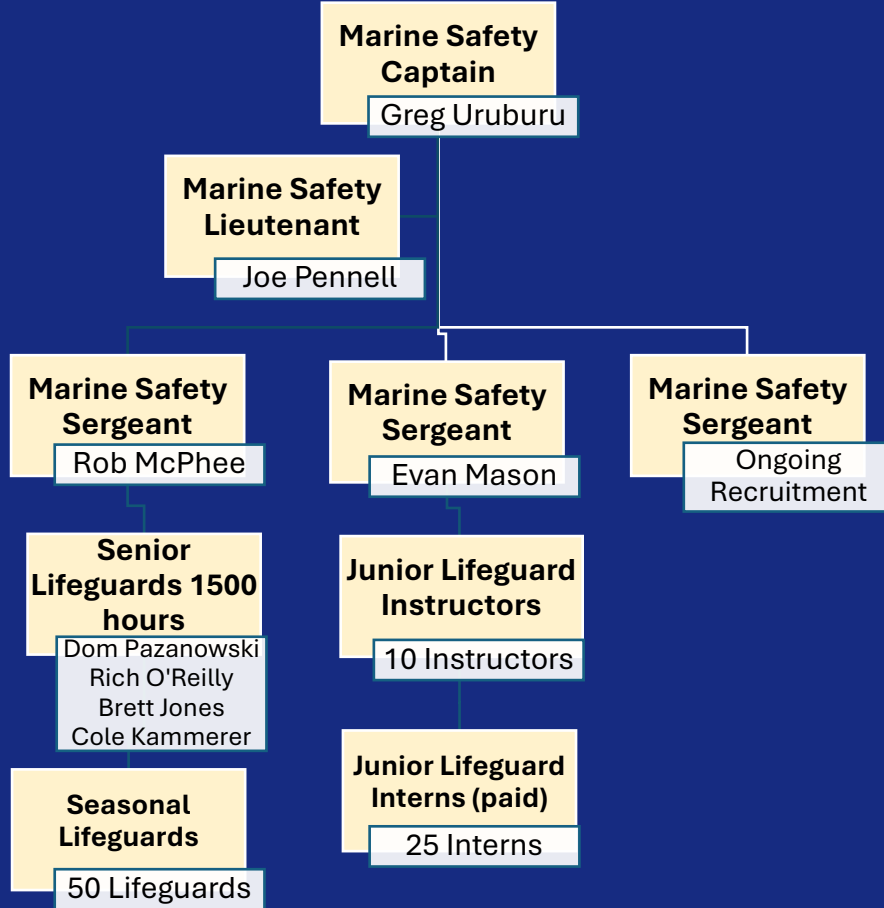 Marine Safety
Captain
Greg Uruburu
Marine Safety
Lieutenant
Joe Pennell
Marine Safety
Sergeant
Rob McPhee
Marine Safety
Sergeant
Evan Mason
Marine Safety
Sergeant
Ongoing
Recruitment
Senior
Lifeguards 1500
hours
Dom Pazanowski
Rich O'Reilly
Brett Jones
Cole Kammerer
Junior Lifeguard
Instructors
10 Instructors
Seasonal
Lifeguards
50 Lifeguards
Junior Lifeguard
Interns (paid)
25 Interns